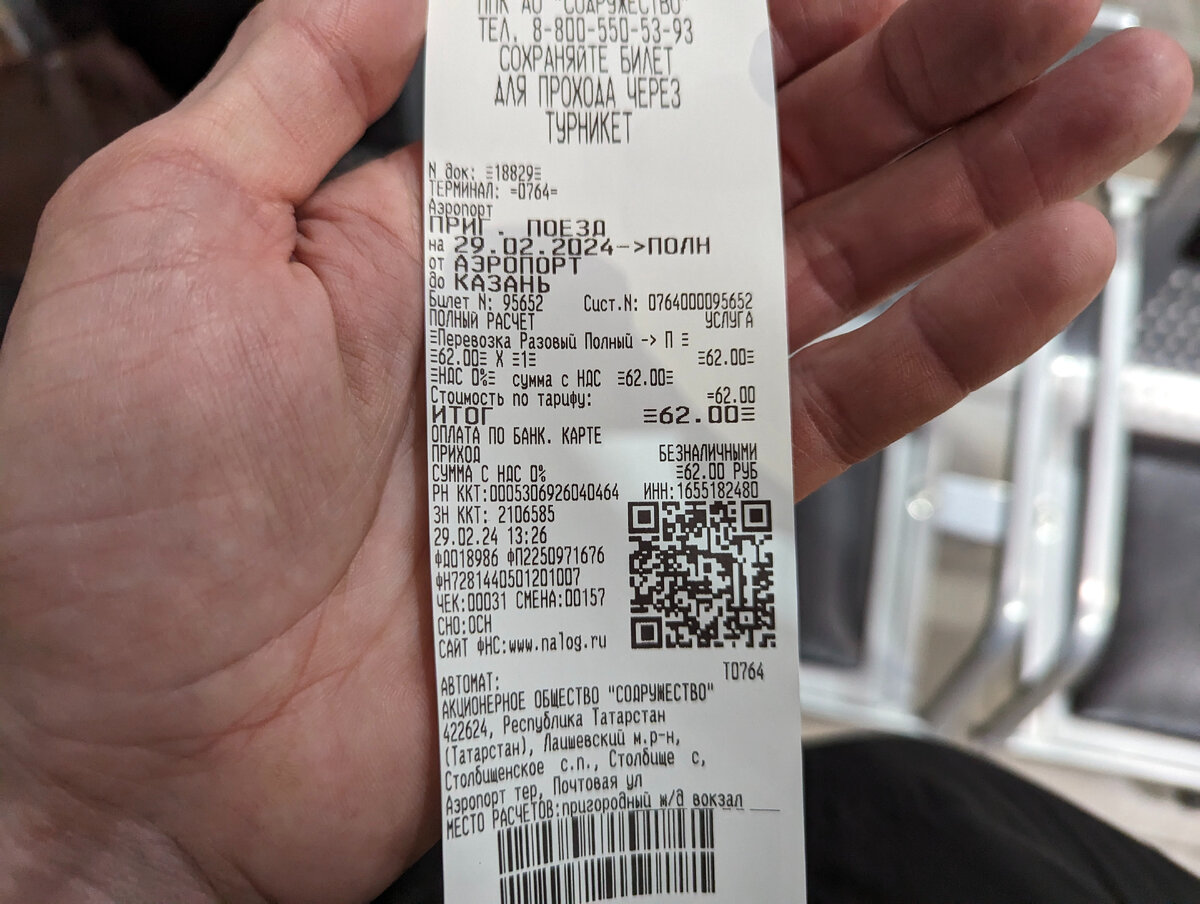 ППК АО "СОДРУЖЕСТВО"
ТЕЛ. 8-800-550-53-93
СОХРАНЯЙТЕ БИЛЕТ
ДЛЯ ПРОХОДА ЧЕРЕЗ
ТУРНИКЕТ
N док: ≡18829≡
ТЕРМИНАЛ: =0764=
Аэропорт
ПРИГ. ПОЕЗД
на 29.02.2024->ПОЛН
от АЭРОПОРТ
до КАЗАНЬ
Билет N: 95652 Сист.N: 0764000095652
ПОЛНЫЙ РАСЧЕТ УСЛУГА
≡Перевозка Разовый Полный -> П ≡
≡62.00≡ X ≡1≡ ≡62.00≡
≡НДС 0%≡ сумма с НДС ≡62.00≡
Стоимость по тарифу: =62.00
ИТОГ ≡62.00≡
ОПЛАТА ПО БАНК. КАРТЕ
ПРИХОД БЕЗНАЛИЧНЫМИ
СУММА С НДС 0% ≡62.00 РУБ
РН ККТ:0005306926040464 ИНН:1655182480
ЗН ККТ: 2106585
29.02.24 13:26
ФД018986 ФП2250971676
ФН7281440501201007
ЧЕК:00031 СМЕНА:00157
СНО:ОСН
САЙТ ФНС:www.nalog.ru
АВТОМАТ: Т0764
АКЦИОНЕРНОЕ ОБЩЕСТВО "СОДРУЖЕСТВО"
422624, Республика Татарстан
(Татарстан), Лаишевский м.р-н,
Столбищенское с.п., Столбище с,
Аэропорт тер, Почтовая ул
МЕСТО РАСЧЕТОВ:пригородный ж/д вокзал ___